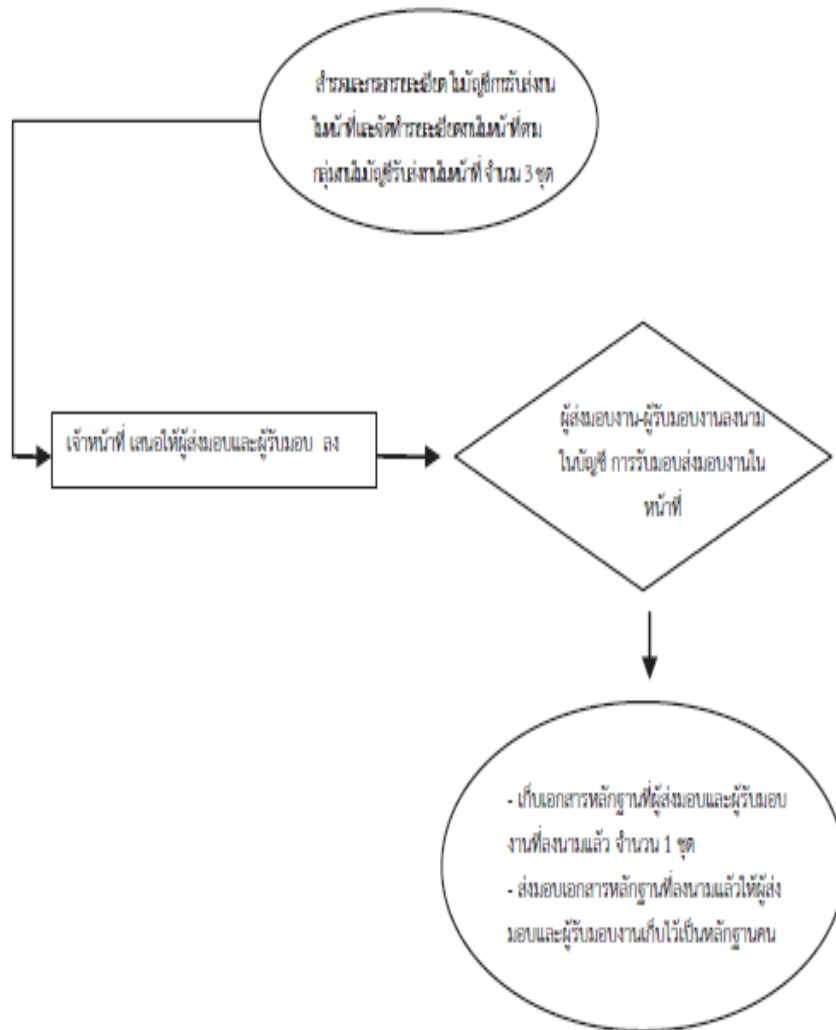 สำรวจและกรอกรายละเอียด ในบัญชีการรับส่งงาน
ในหน้าที่และจัดทำรายละเอียดงานในหน้าที่ตาม
กลุ่มงานในบัญชีรับส่งงานในหน้าที่ จำนวน 3 ชุด
เจ้าหน้าที่ เสนอให้ผู้ส่งมอบและผู้รับมอบ ลง
ผู้ส่งมอบงาน-ผู้รับมอบงานลงนาม
ในบัญชี การรับมอบส่งมอบงานใน
หน้าที่
- เก็บเอกสารหลักฐานที่ผู้ส่งมอบและผู้รับมอบ
งานที่ลงนามแล้ว จำนวน 1 ชุด
- ส่งมอบเอกสารหลักฐานที่ลงนามแล้วให้ผู้ส่ง
มอบและผู้รับมอบงานเก็บไว้เป็นหลักฐานคน